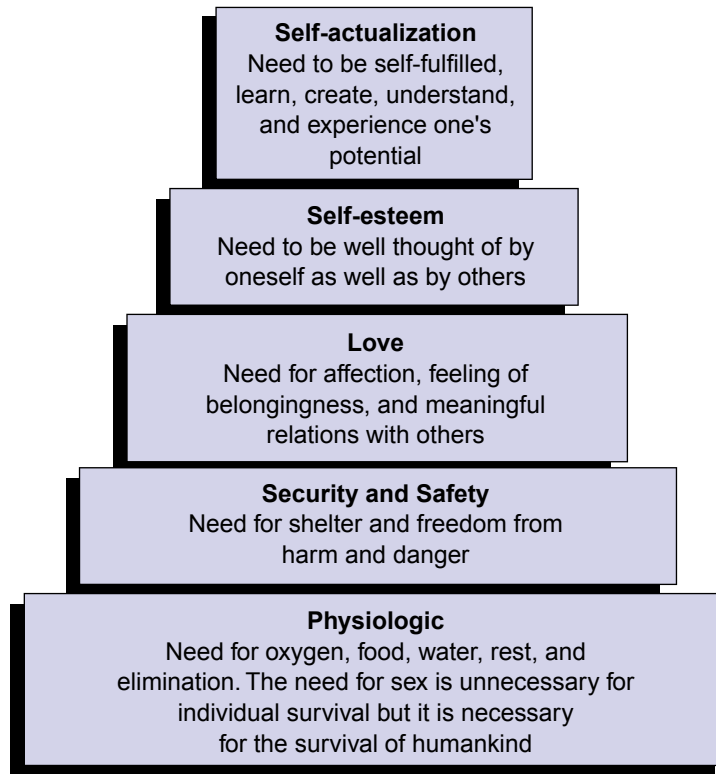 Self-actualization
Need to be self-fulfilled,
learn, create, understand,
and experience one's
potential
Self-esteem
Need to be well thought of by
oneself as well as by others
Love
Need for affection, feeling of
belongingness, and meaningful
relations with others
Security and Safety
Need for shelter and freedom from
harm and danger
Physiologic
Need for oxygen, food, water, rest, and
elimination. The need for sex is unnecessary for
individual survival but it is necessary
for the survival of humankind